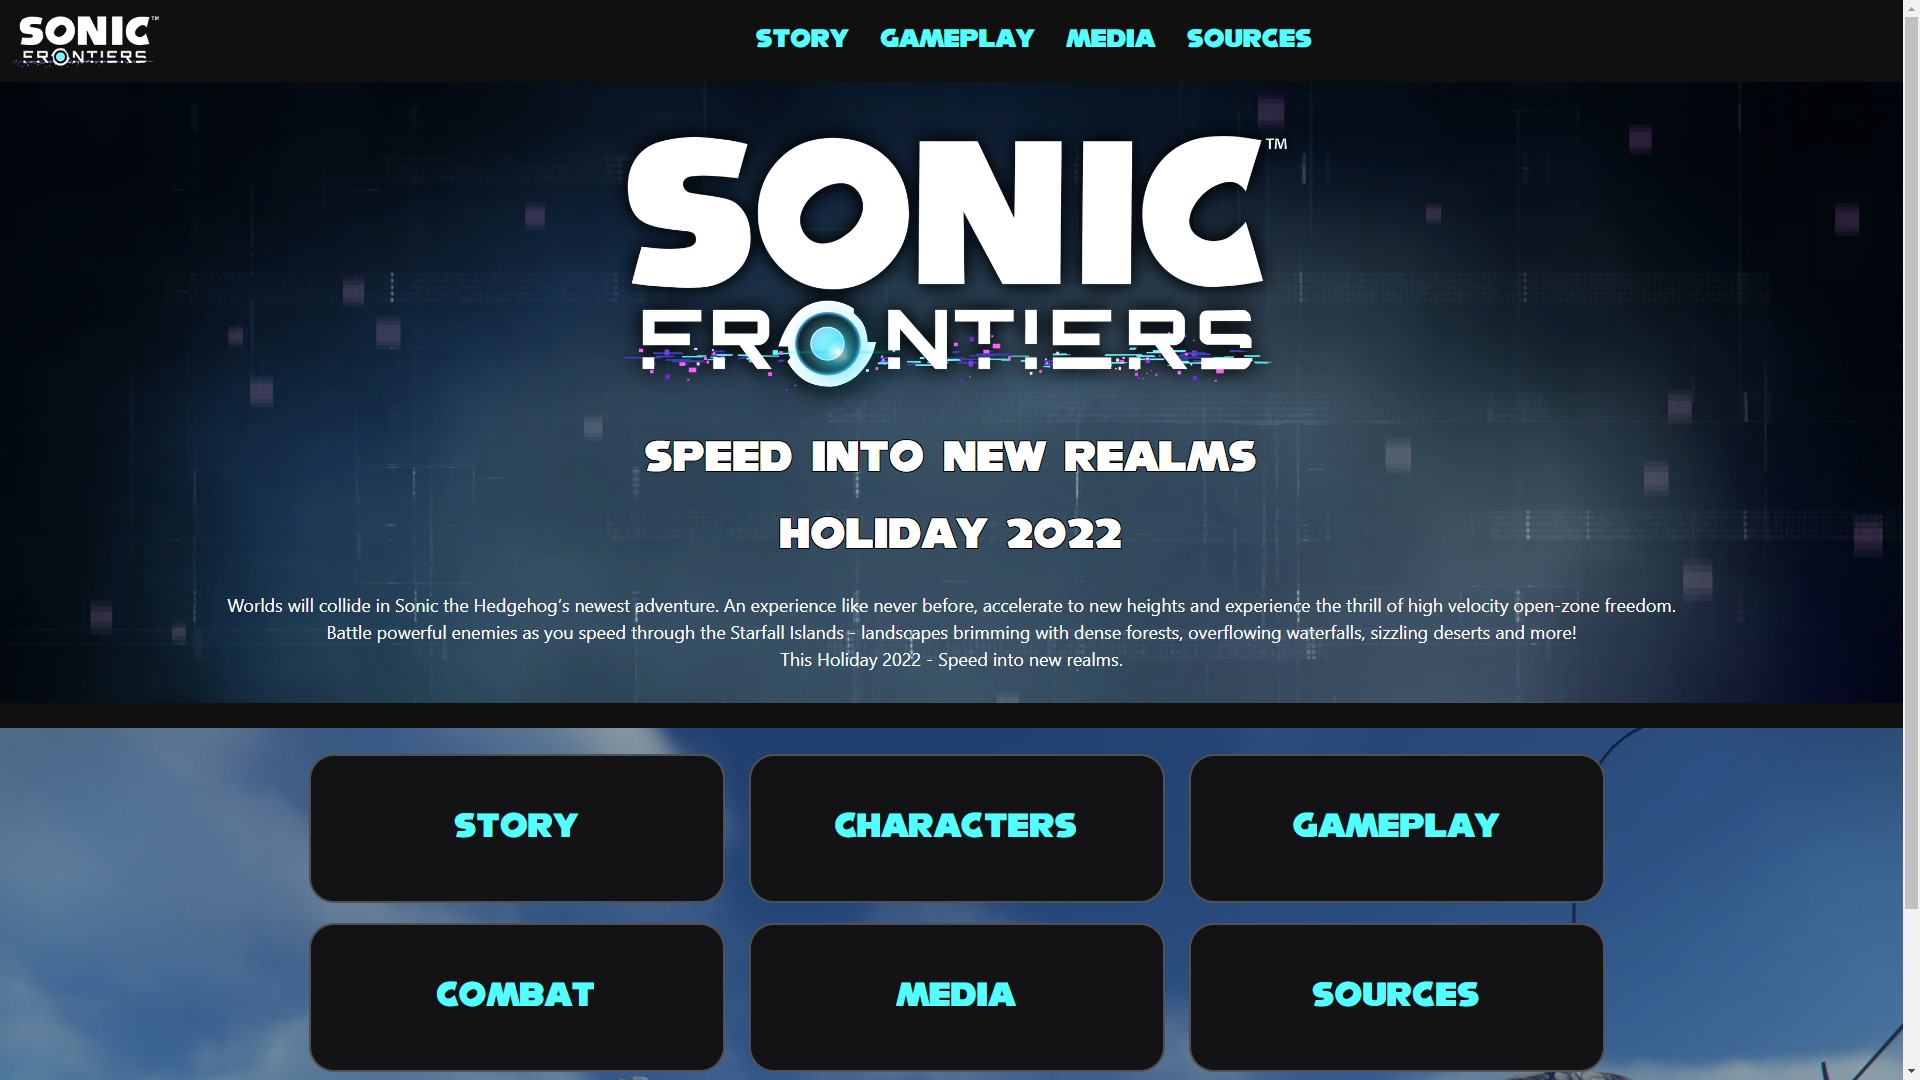 SONIC™
FRONTIERS
STORY GAMEPLAY MEDIA SOURCES
SONIC™
FRONTIERS
SPEED INTO NEW REALMS
HOLIDAY 2022
Worlds will collide in Sonic the Hedgehog’s newest adventure. An experience like never before, accelerate to new heights and experience the thrill of high velocity open-zone freedom.
Battle powerful enemies as you speed through the Starfall Islands - landscapes brimming with dense forests, overflowing waterfalls, sizzling deserts and more!
This Holiday 2022 - Speed into new realms.
STORY CHARACTERS GAMEPLAY
COMBAT MEDIA SOURCES